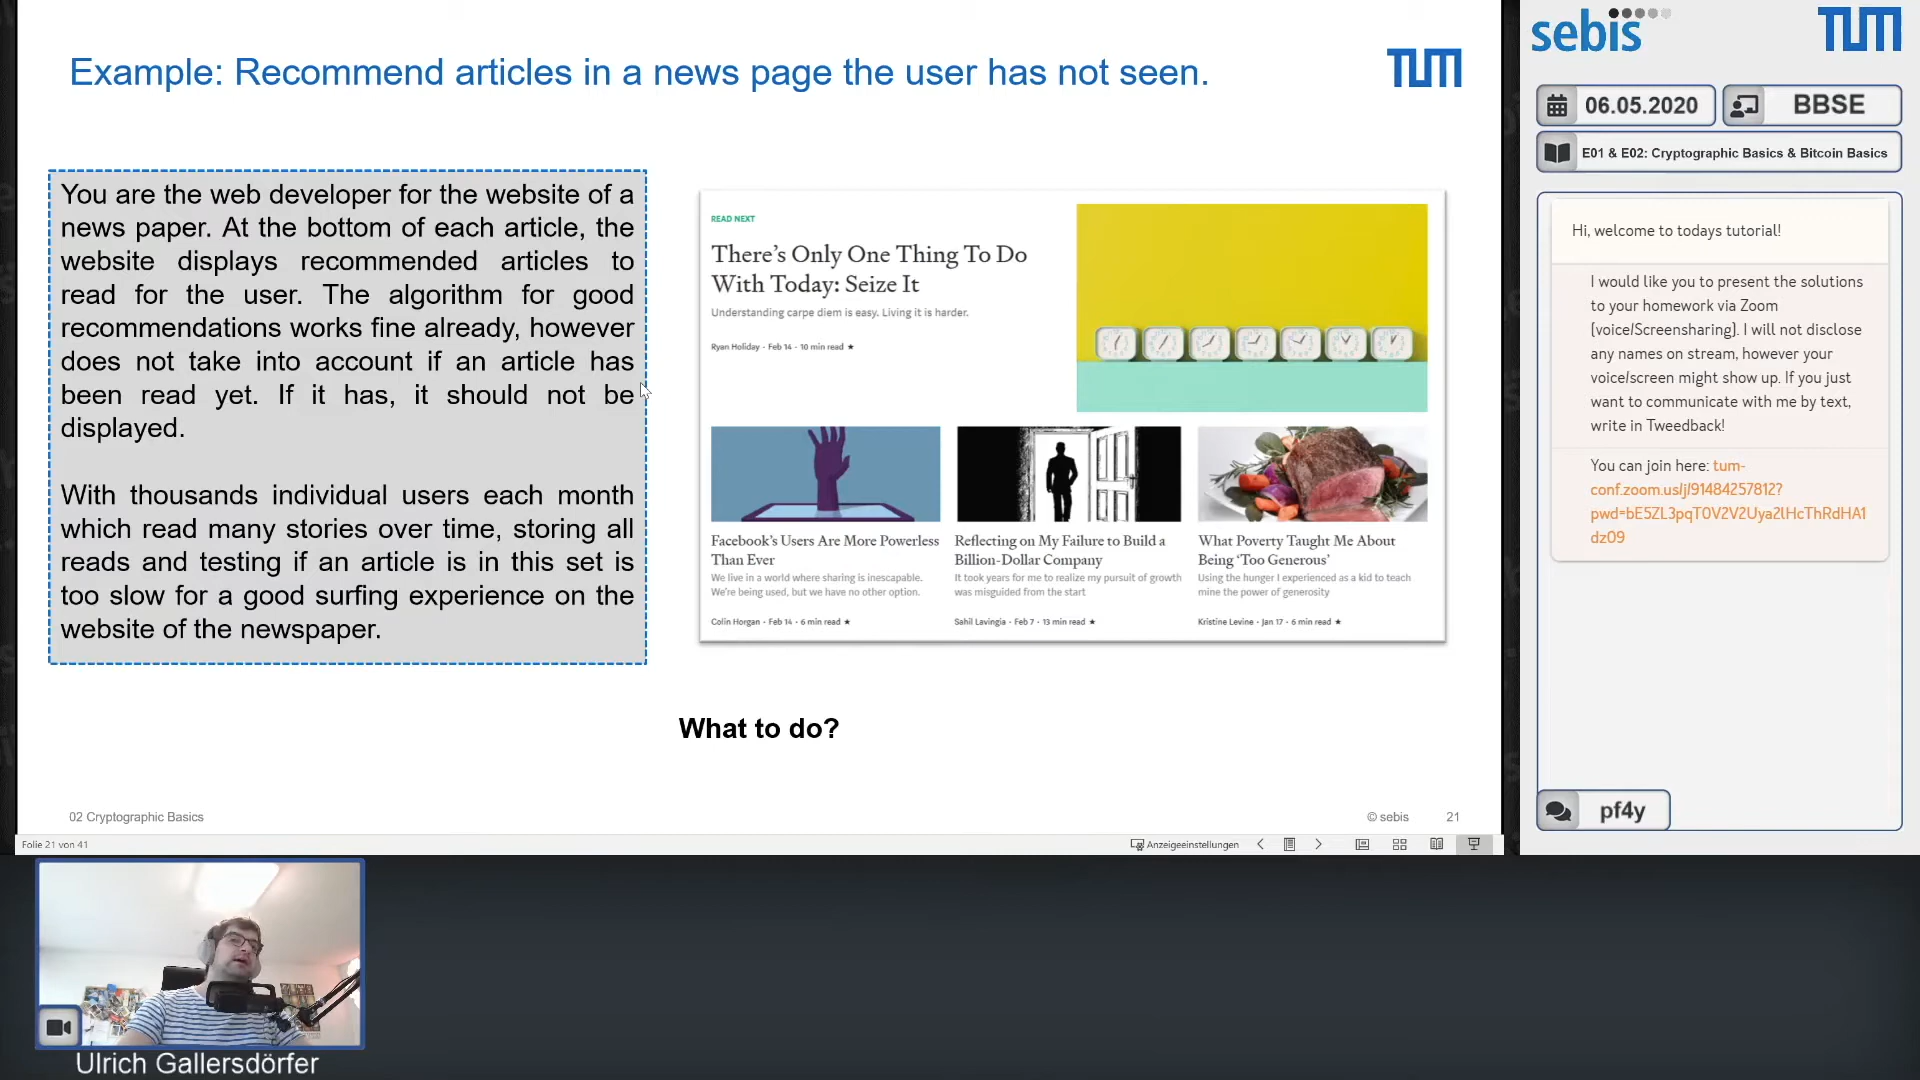 Example: Recommend articles in a news page the user has not seen.
TUM
You are the web developer for the website of a
news paper. At the bottom of each article, the
website displays recommended articles to
read for the user. The algorithm for good
recommendations works fine already, however
does not take into account if an article has
been read yet. If it has, it should not be
displayed.
With thousands individual users each month
which read many stories over time, storing all
reads and testing if an article is in this set is
too slow for a good surfing experience on the
website of the newspaper.
READ NEXT
There's Only One Thing To Do
With Today: Seize It
Understanding carpe diem is easy. Living it is harder.
Ryan Holiday · Feb 14 · 10 min read ★
Facebook's Users Are More Powerless
Than Ever
We live in a world where sharing is inescapable.
We're being used, but we have no other option.
Colin Horgan · Feb 14 · 6 min read ★
Reflecting on My Failure to Build a
Billion-Dollar Company
It took years for me to realize my pursuit of growth
was misguided from the start
Sahil Lavingia · Feb 7 · 13 min read ★
What Poverty Taught Me About
Being 'Too Generous'
Using the hunger I experienced as a kid to teach
mine the power of generosity
Kristine Levine · Jan 17 · 6 min read ★
What to do?
02 Cryptographic Basics
© sebis
21
Folie 21 von 41
Anzeigeeinstellungen
sebis
TUM
06.05.2020
BBSE
E01 & E02: Cryptographic Basics & Bitcoin Basics
Hi, welcome to todays tutorial!
I would like you to present the solutions
to your homework via Zoom
(voice/Screensharing). I will not disclose
any names on stream, however your
voice/screen might show up. If you just
want to communicate with me by text,
write in Tweedback!
You can join here: tum-
conf.zoom.us/j/91484257812?
pwd=bE5ZL3pqT0V2V2Uya2lHcThRdHA1
dz09
pf4y
Ulrich Gallersdörfer